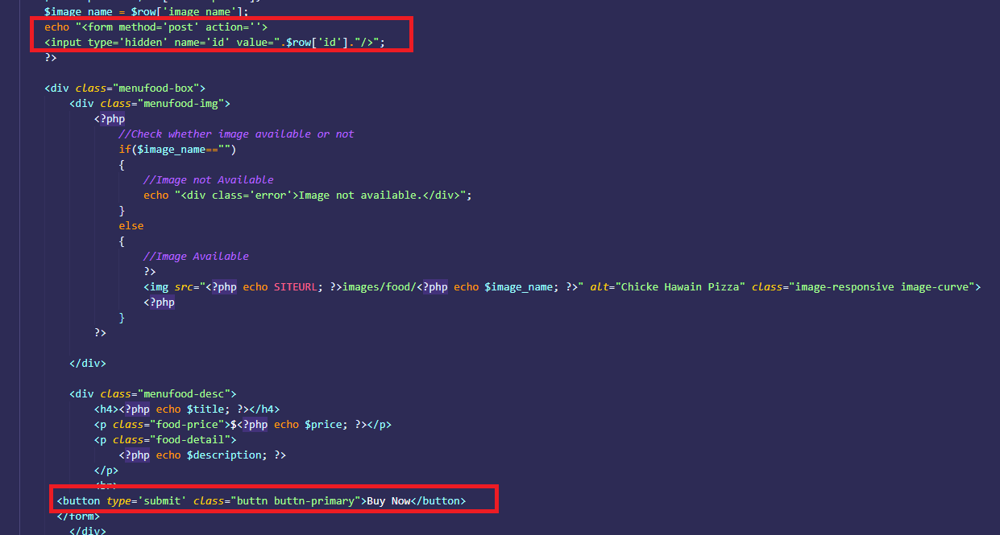 $image_name = $row['image_name'];
echo "<form method='post' action=''>
<input type='hidden' name='id' value=".$row['id']."/>";
?>
<div class="menufood-box">
<div class="menufood-img">
<?php
//Check whether image available or not
if($image_name=="")
{
//Image not Available
echo "<div class='error'>Image not available.</div>";
}
else
{
//Image Available
?>
<img src="<?php echo SITEURL; ?>images/food/<?php echo $image_name; ?>" alt="Chicke Hawain Pizza" class="image-responsive image-curve">
<?php
}
?>
</div>
<div class="menufood-desc">
<h4><?php echo $title; ?></h4>
<p class="food-price">$<?php echo $price; ?></p>
<p class="food-detail">
<?php echo $description; ?>
</p>
<br>
<button type='submit' class="buttn buttn-primary">Buy Now</button>
</form>
</div>